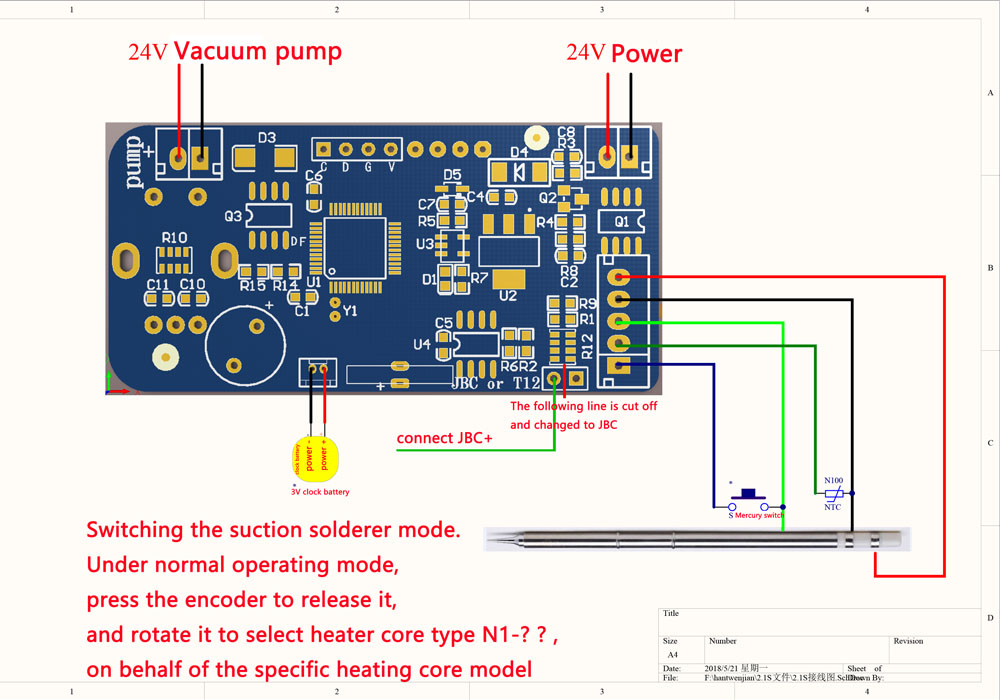 1 2 3 4
24V Vacuum pump
24V Power
A
pump
+
D3
C D G V
C6
D5
D4
C8
R3
C7
C4
Q2
Q3
R5
R4
Q1
DF
U3
R10
R15
R14
U1
D1
R7
U2
R8
C2
B
C11
C10
C1
Y1
+
R9
R1
C5
U4
R12
R6
R2
+
JBC or T12
The following line is cut off
and changed to JBC
connect JBC+
C
clock battery
power -
power +
3V clock battery
N100
NTC
S Mercury switch
Switching the suction solderer mode.
Under normal operating mode,
press the encoder to release it,
and rotate it to select heater core type N1-? ? ,
on behalf of the specific heating core model
D
Title
Size
Number
Revision
A4
Date: 2018/5/21 星期一 Sheet of
File: F:\hantwenjian\2.1S文件\2.1S接线图.SchDoc By:
1 2 3 4